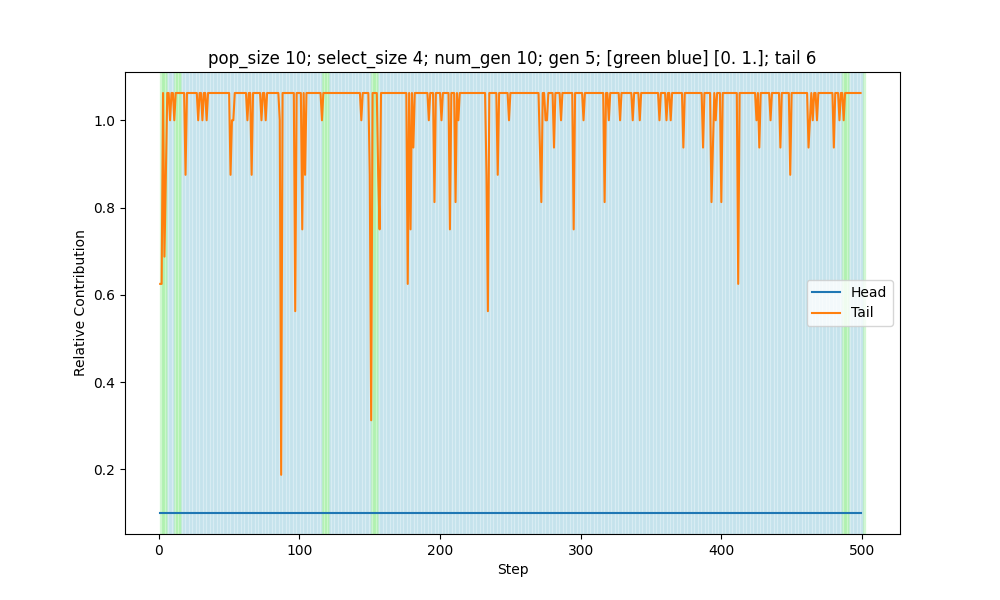 pop_size 10; select_size 4; num_gen 10; gen 5; [green blue] [0. 1.]; tail 6
Relative Contribution
1.0
0.8
0.6
0.4
0.2
Head
Tail
0
100
200
300
400
500
Step